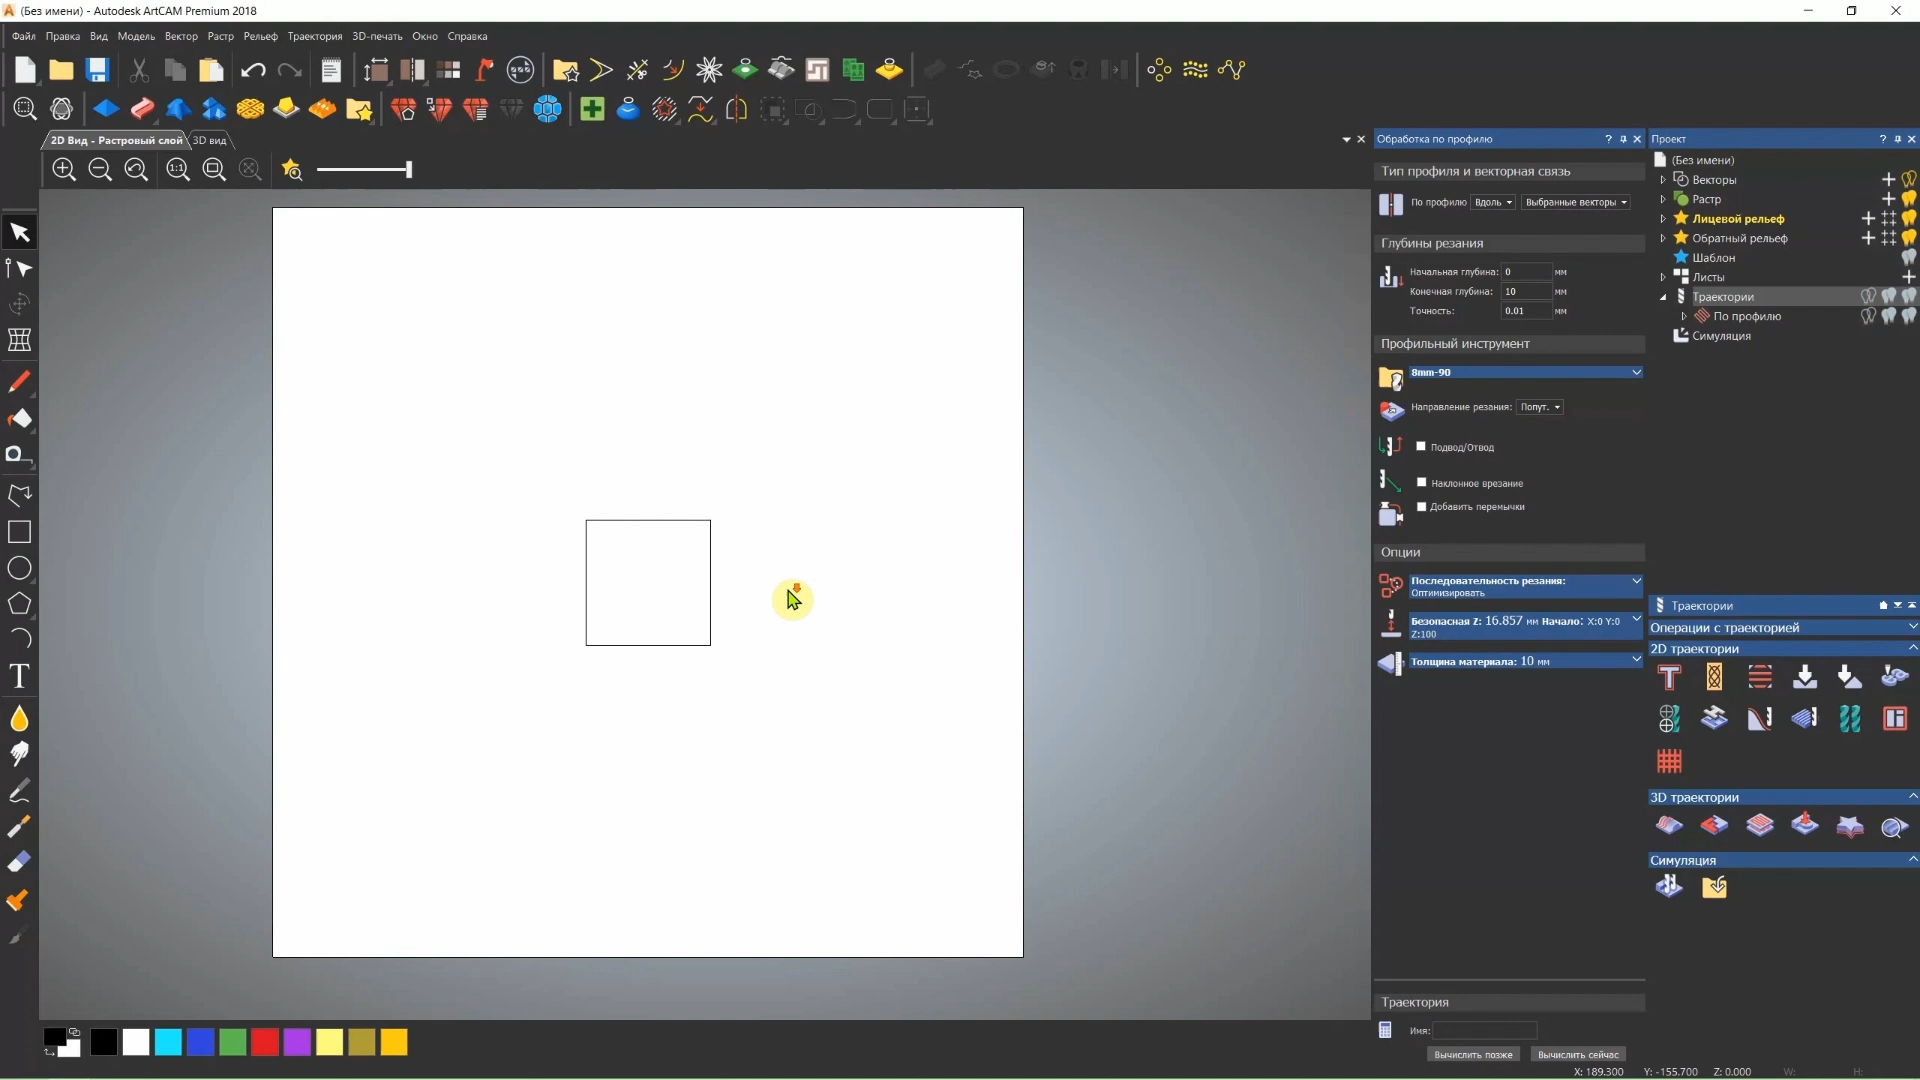 (Без имени) - Autodesk ArtCAM Premium 2018
Файл Правка Вид Модель Вектор Растр Рельеф Траектория 3D-печать Окно Справка
2D Вид - Растровый слой 3D вид
1:1
Обработка по профилю
Тип профиля и векторная связь
По профилю Вдоль Выбранные векторы
Глубины резания
Начальная глубина: 0 мм
Конечная глубина: 10 мм
Точность: 0.01 мм
Профильный инструмент
8mm-90
Направление резания: Попут.
Подвод/Отвод
Наклонное врезание
Добавить перемычки
Опции
Последовательность резания:
Оптимизировать
Безопасная Z: 16.857 мм Начало: X:0 Y:0
Z:100
Толщина материала: 10 мм
Траектория
Имя:
Вычислить позже Вычислить сейчас
Проект
(Без имени)
Векторы
Растр
Лицевой рельеф
Обратный рельеф
Шаблон
Листы
Траектории
По профилю
Симуляция
Траектории
Операции с траекторией
2D траектории
3D траектории
Симуляция
X: 189.300 Y: -155.700 Z: 0.000 W: H: